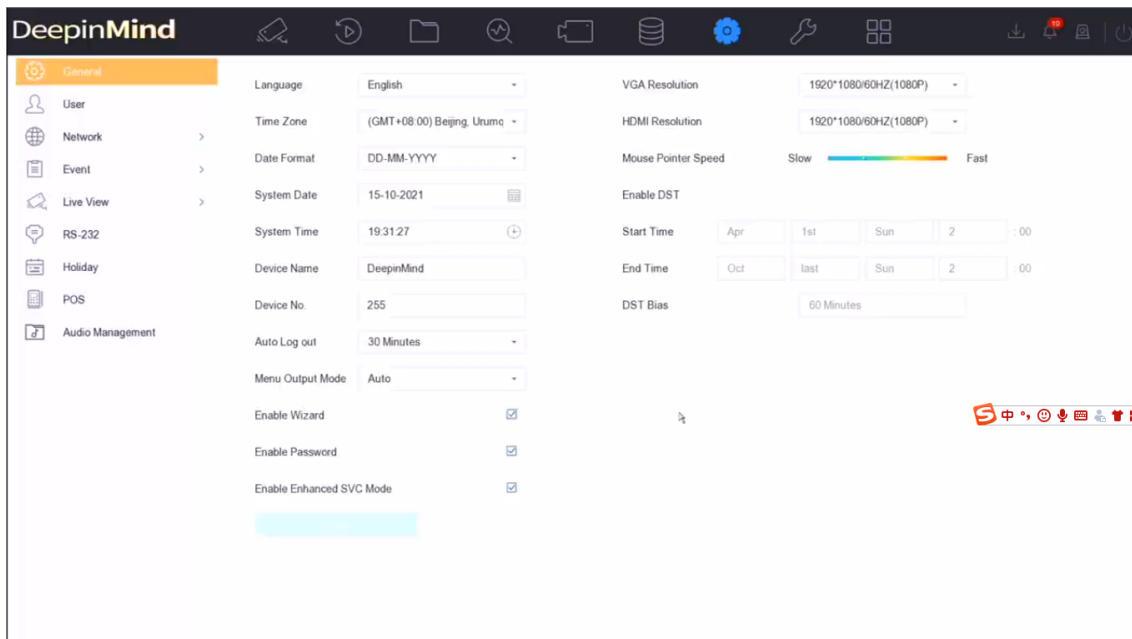 DeepinMind
19
General
User
Network
Event
Live View
RS-232
Holiday
POS
Audio Management
Language English
Time Zone (GMT+08:00) Beijing, Urumq
Date Format DD-MM-YYYY
System Date 15-10-2021
System Time 19:31:27
Device Name DeepinMind
Device No. 255
Auto Log out 30 Minutes
Menu Output Mode Auto
Enable Wizard
Enable Password
Enable Enhanced SVC Mode
VGA Resolution 1920*1080/60HZ(1080P)
HDMI Resolution 1920*1080/60HZ(1080P)
Mouse Pointer Speed Slow Fast
Enable DST
Start Time Apr 1st Sun 2 : 00
End Time Oct last Sun 2 : 00
DST Bias 60 Minutes
S 中 °,